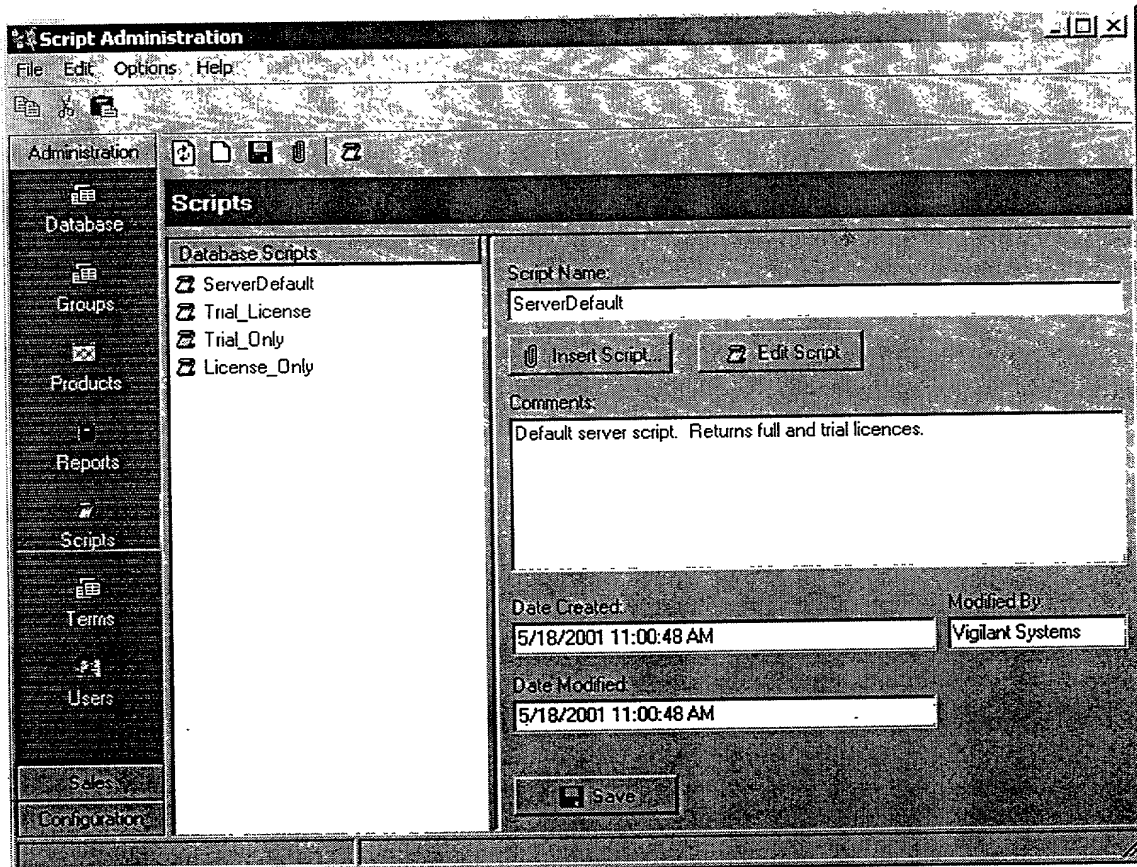 Script Administration
File Edit Options Help
Administration
Database
Groups
Products
Reports
Scripts
Terms
Users
Sales
Configuration
Scripts
Database Scripts
ServerDefault
Trial_License
Trial_Only
License_Only
Script Name:
ServerDefault
Insert Script... Edit Script
Comments:
Default server script. Returns full and trial licences.
Date Created: Modified By
5/18/2001 11:00:48 AM Vigilant Systems
Date Modified:
5/18/2001 11:00:48 AM
Save